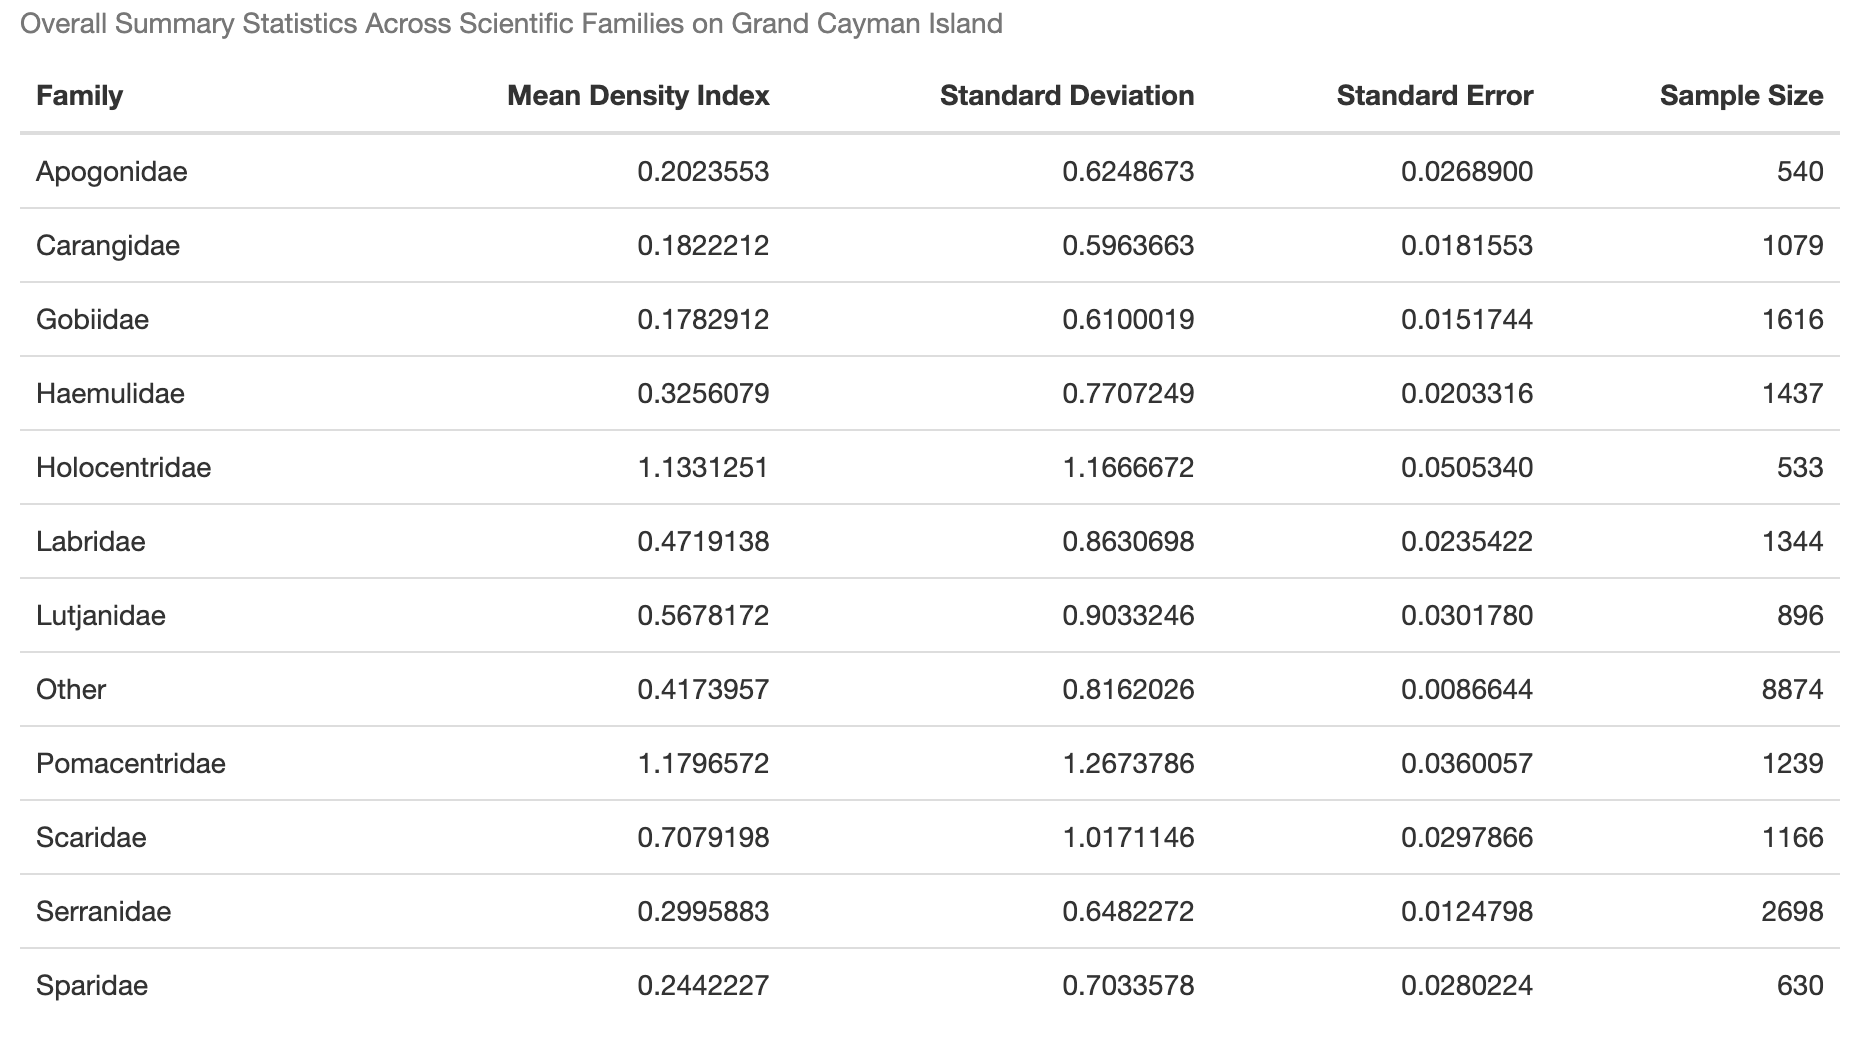 Overall Summary Statistics Across Scientific Families on Grand Cayman Island
Family Mean Density Index Standard Deviation Standard Error Sample Size
Apogonidae 0.2023553 0.6248673 0.0268900 540
Carangidae 0.1822212 0.5963663 0.0181553 1079
Gobiidae 0.1782912 0.6100019 0.0151744 1616
Haemulidae 0.3256079 0.7707249 0.0203316 1437
Holocentridae 1.1331251 1.1666672 0.0505340 533
Labridae 0.4719138 0.8630698 0.0235422 1344
Lutjanidae 0.5678172 0.9033246 0.0301780 896
Other 0.4173957 0.8162026 0.0086644 8874
Pomacentridae 1.1796572 1.2673786 0.0360057 1239
Scaridae 0.7079198 1.0171146 0.0297866 1166
Serranidae 0.2995883 0.6482272 0.0124798 2698
Sparidae 0.2442227 0.7033578 0.0280224 630